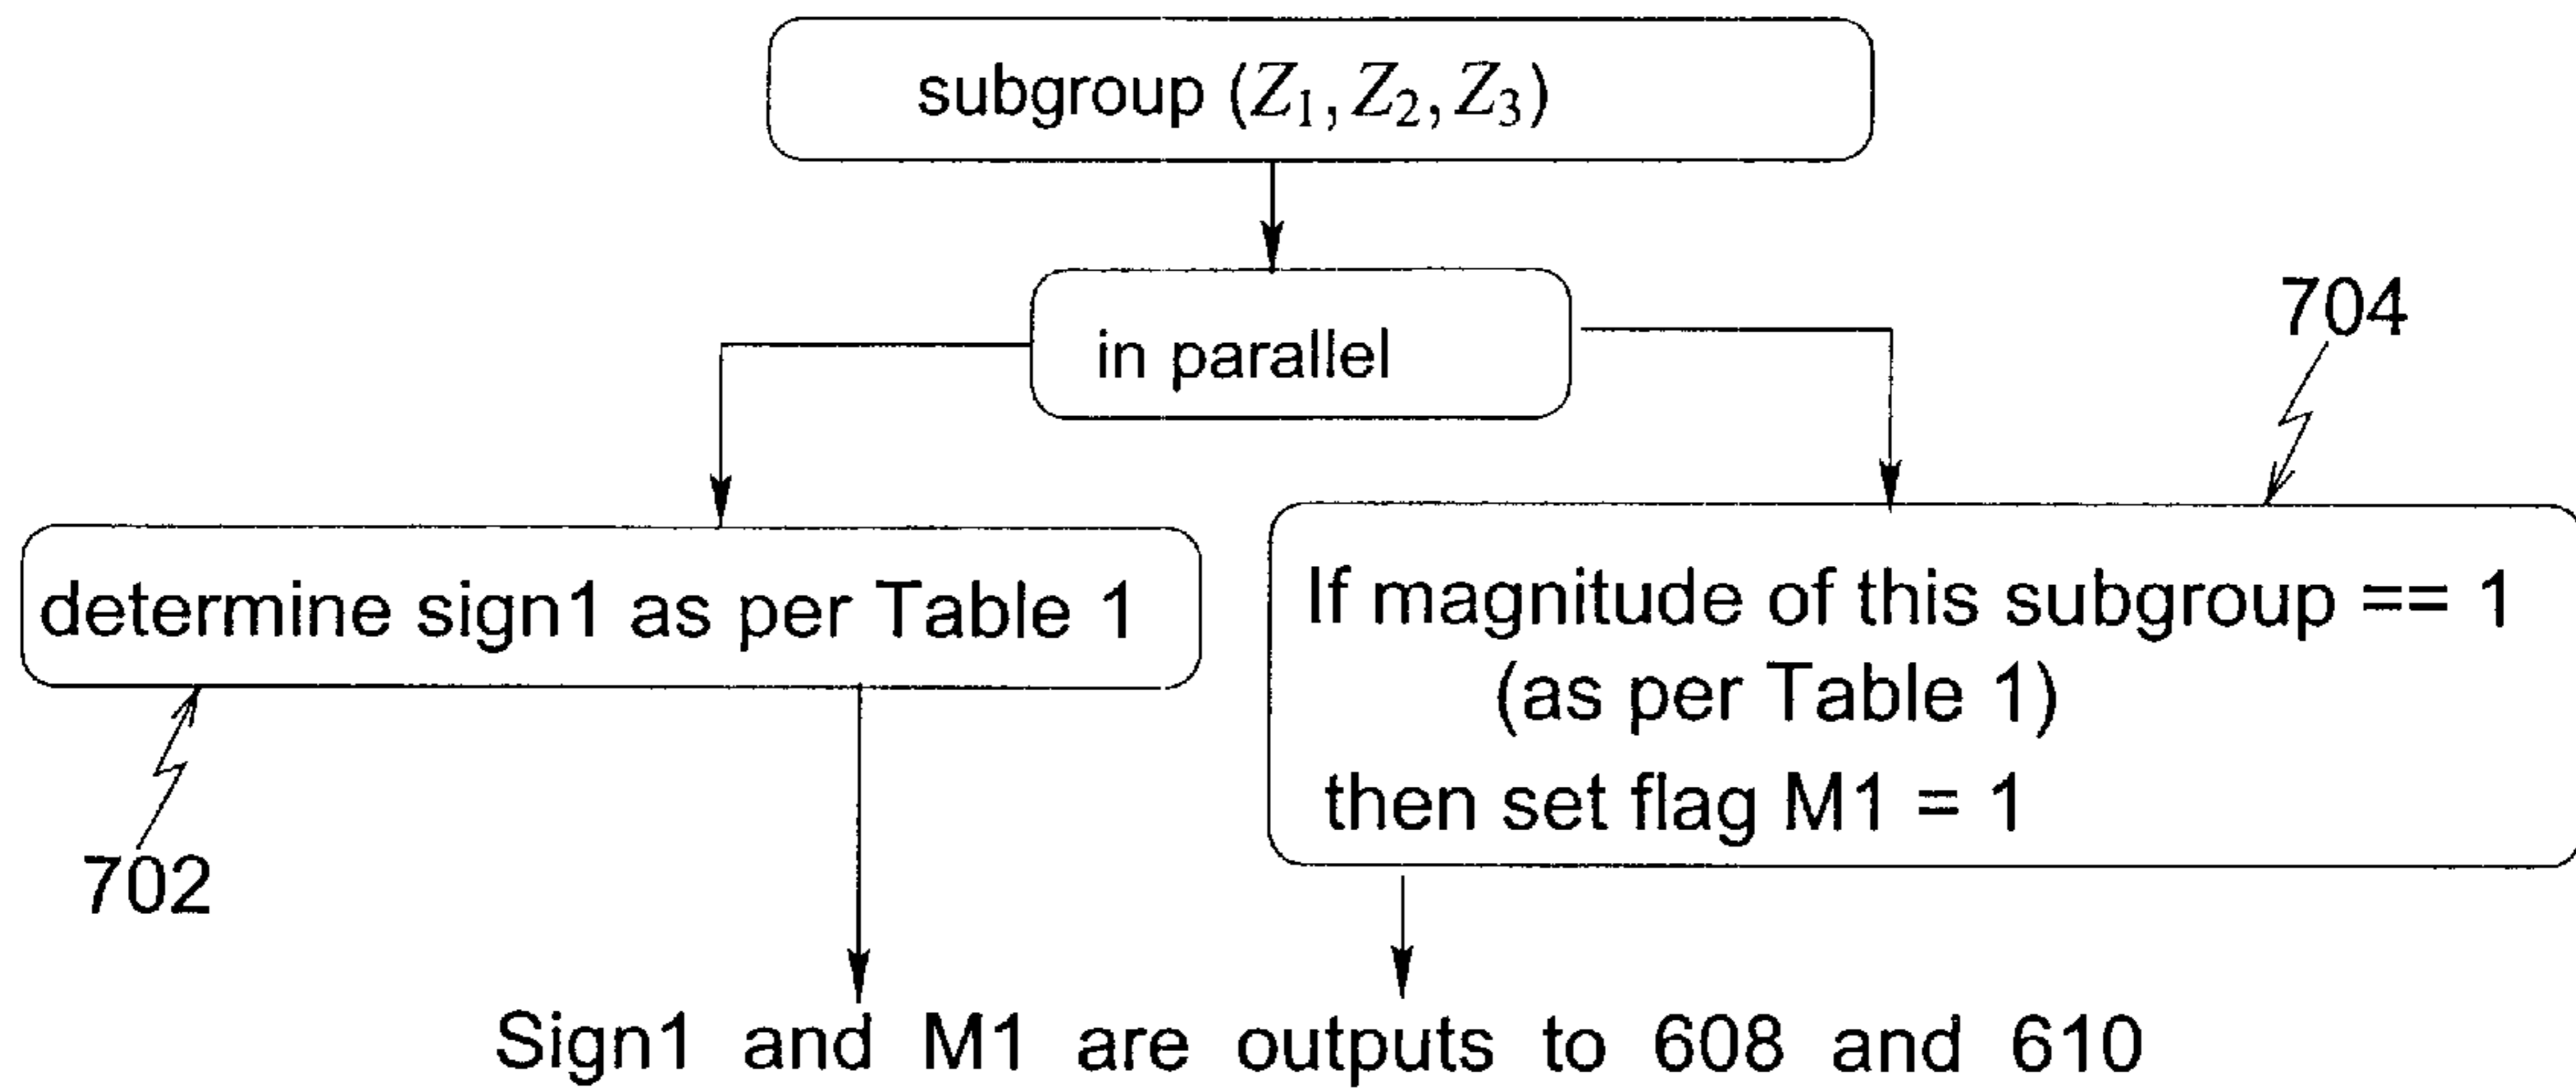 subgroup (Z1, Z2, Z3)
in parallel
704
determine sign1 as per Table 1
If magnitude of this subgroup == 1
(as per Table 1)
then set flag M1 = 1
702
Sign1 and M1 are outputs to 608 and 610